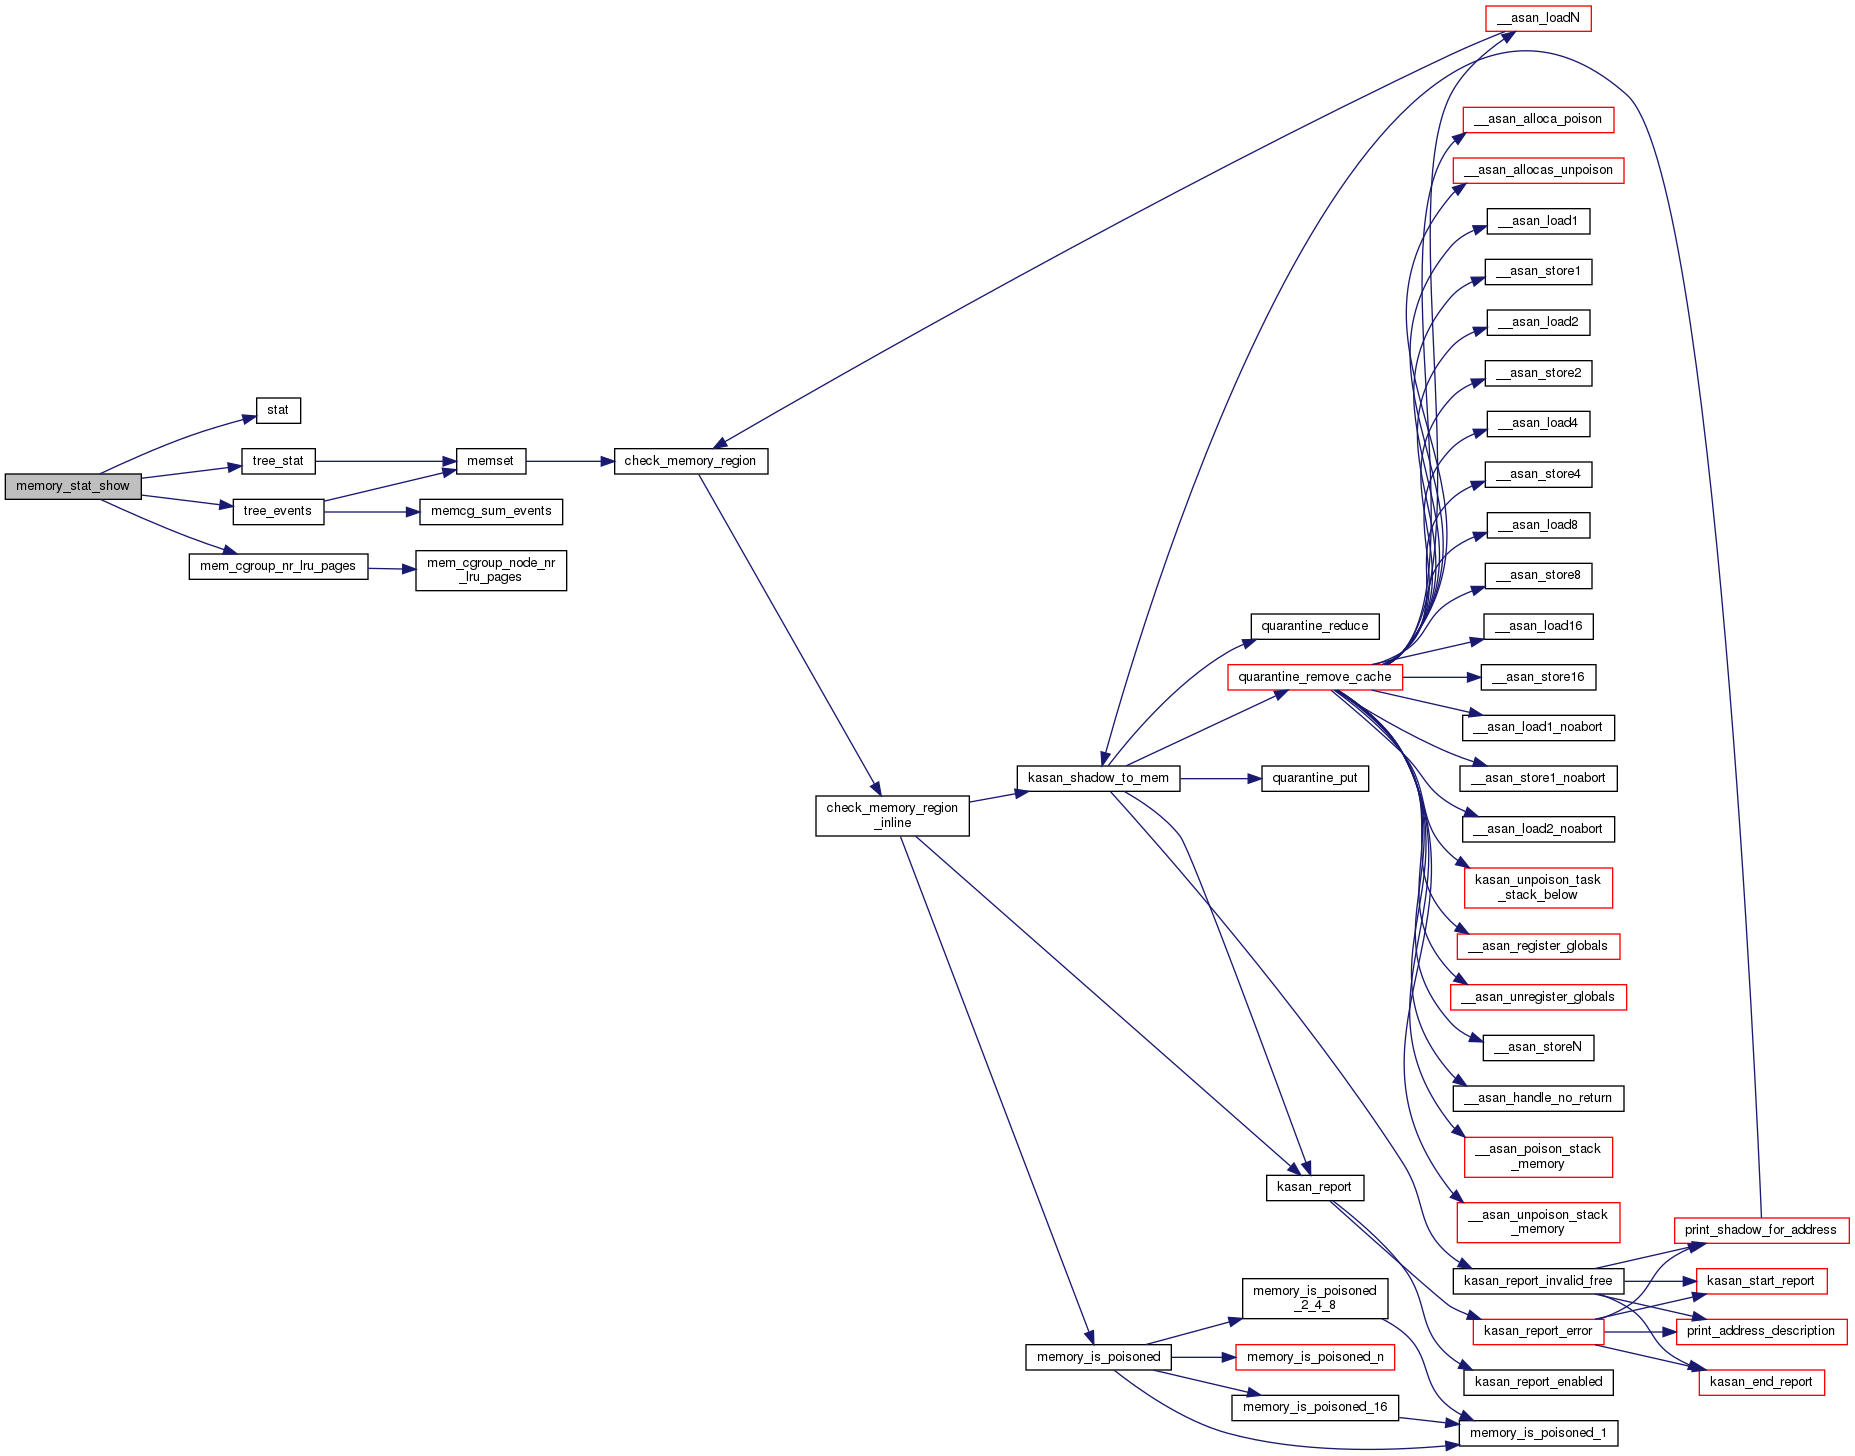 __asan_loadN
__asan_alloca_poison
__asan_allocas_unpoison
__asan_load1
__asan_store1
__asan_load2
__asan_store2
stat
__asan_load4
tree_stat
memset
check_memory_region
__asan_store4
memory_stat_show
tree_events
memcg_sum_events
__asan_load8
mem_cgroup_nr_lru_pages
mem_cgroup_node_nr
_lru_pages
__asan_store8
quarantine_reduce
__asan_load16
quarantine_remove_cache
__asan_store16
__asan_load1_noabort
kasan_shadow_to_mem
quarantine_put
__asan_store1_noabort
check_memory_region
_inline
__asan_load2_noabort
kasan_unpoison_task
_stack_below
__asan_register_globals
__asan_unregister_globals
__asan_storeN
__asan_handle_no_return
__asan_poison_stack
_memory
kasan_report
__asan_unpoison_stack
_memory
print_shadow_for_address
kasan_report_invalid_free
kasan_start_report
memory_is_poisoned
_2_4_8
kasan_report_error
print_address_description
memory_is_poisoned
memory_is_poisoned_n
kasan_report_enabled
kasan_end_report
memory_is_poisoned_16
memory_is_poisoned_1